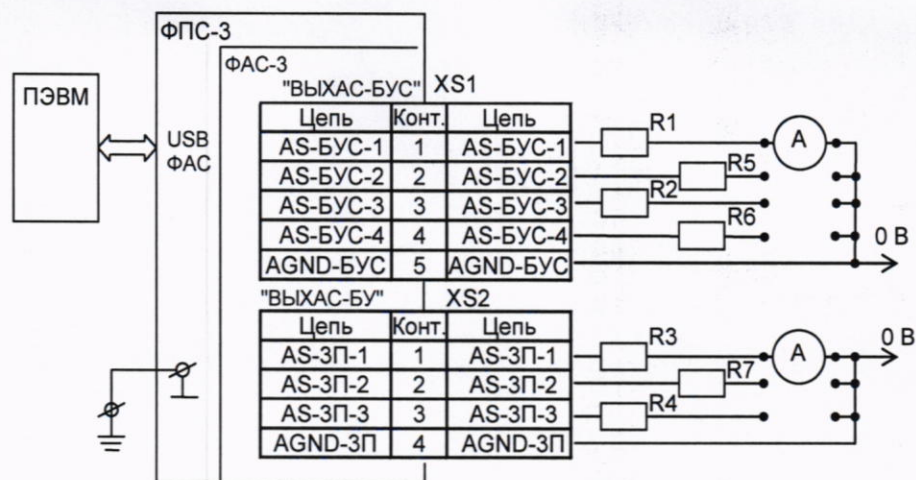 ФПС-3
ФАС-3
ПЭВМ
USB
ФАС
"ВЫХАС-БУС" XS1
Цепь Конт. Цепь
AS-БУС-1 1 AS-БУС-1
AS-БУС-2 2 AS-БУС-2
AS-БУС-3 3 AS-БУС-3
AS-БУС-4 4 AS-БУС-4
AGND-БУС 5 AGND-БУС
R1
A
R5
R2
R6
0 В
"ВЫХАС-БУ" XS2
Цепь Конт. Цепь
AS-ЗП-1 1 AS-ЗП-1
AS-ЗП-2 2 AS-ЗП-2
AS-ЗП-3 3 AS-ЗП-3
AGND-ЗП 4 AGND-ЗП
R3
A
0 В
R7
R4